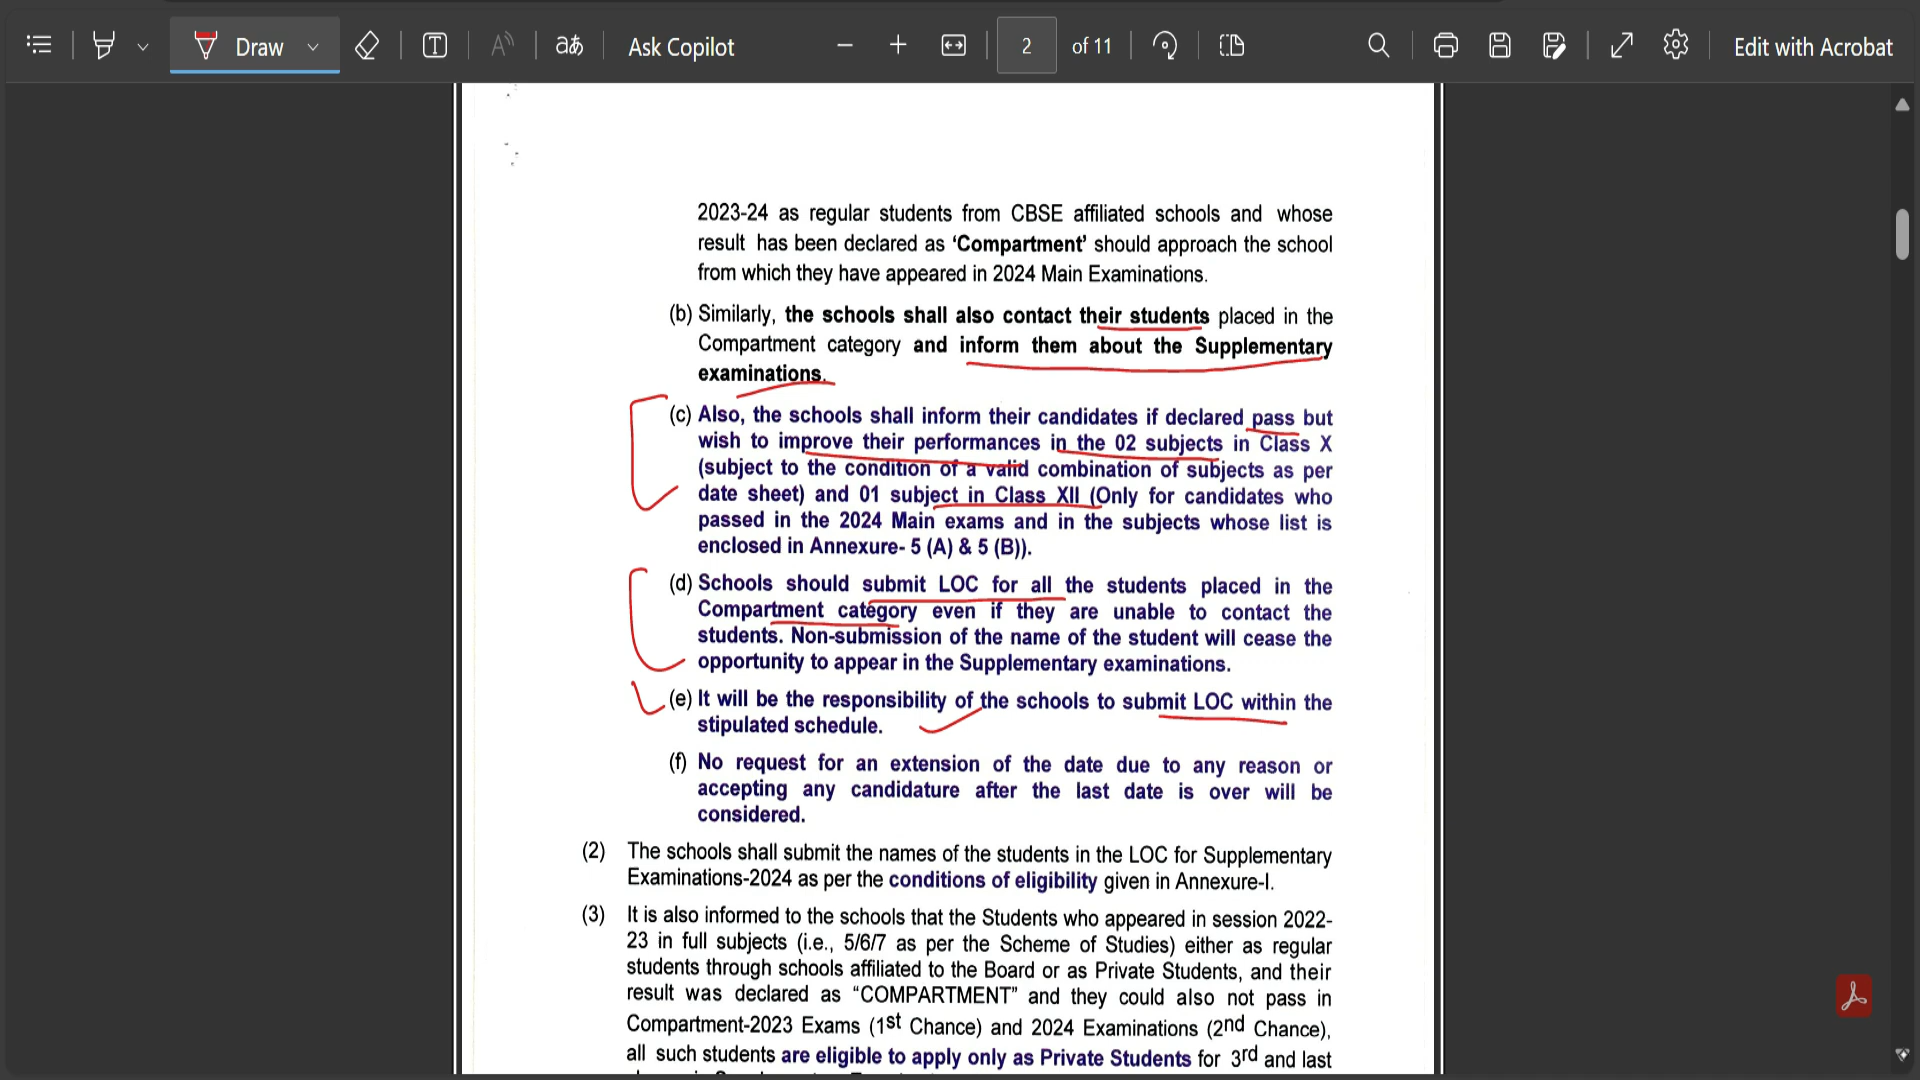 Draw
aあ
Ask Copilot
2
of 11
Edit with Acrobat
2023-24 as regular students from CBSE affiliated schools and whose
result has been declared as ‘Compartment’ should approach the school
from which they have appeared in 2024 Main Examinations.
(b) Similarly, the schools shall also contact their students placed in the
Compartment category and inform them about the Supplementary
examinations.
(c) Also, the schools shall inform their candidates if declared pass but
wish to improve their performances in the 02 subjects in Class X
(subject to the condition of a valid combination of subjects as per
date sheet) and 01 subject in Class XII (Only for candidates who
passed in the 2024 Main exams and in the subjects whose list is
enclosed in Annexure- 5 (A) & 5 (B)).
(d) Schools should submit LOC for all the students placed in the
Compartment category even if they are unable to contact the
students. Non-submission of the name of the student will cease the
opportunity to appear in the Supplementary examinations.
(e) It will be the responsibility of the schools to submit LOC within the
stipulated schedule.
(f) No request for an extension of the date due to any reason or
accepting any candidature after the last date is over will be
considered.
(2) The schools shall submit the names of the students in the LOC for Supplementary
Examinations-2024 as per the conditions of eligibility given in Annexure-I.
(3) It is also informed to the schools that the Students who appeared in session 2022-
23 in full subjects (i.e., 5/6/7 as per the Scheme of Studies) either as regular
students through schools affiliated to the Board or as Private Students, and their
result was declared as “COMPARTMENT” and they could also not pass in
Compartment-2023 Exams (1st Chance) and 2024 Examinations (2nd Chance),
all such students are eligible to apply only as Private Students for 3rd and last